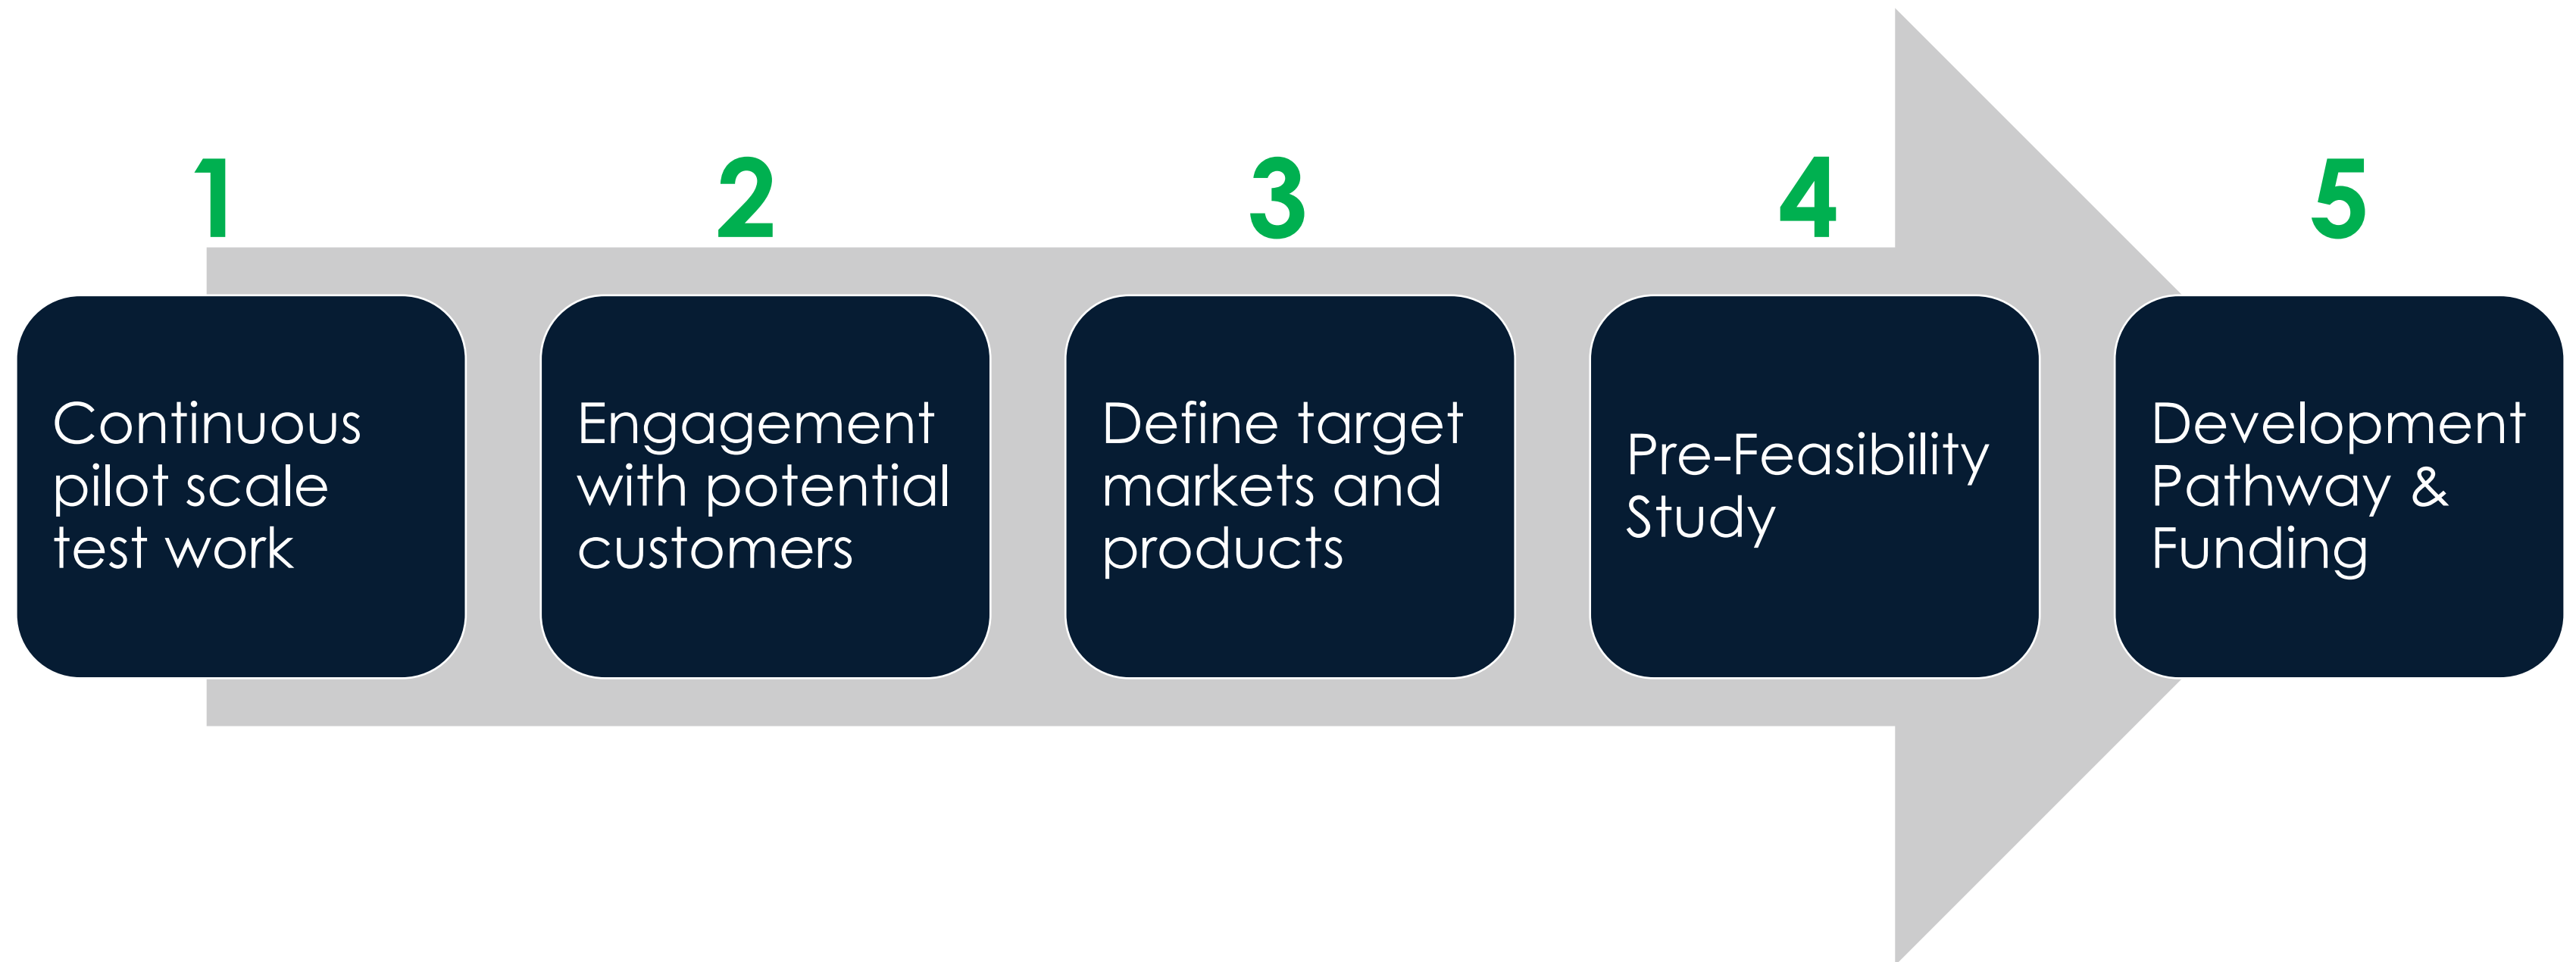 1
2
3
4
5
Continuous
pilot scale
test work
Engagement
with potential
customers
Define target
markets and
products
Pre-Feasibility
Study
Development
Pathway &
Funding